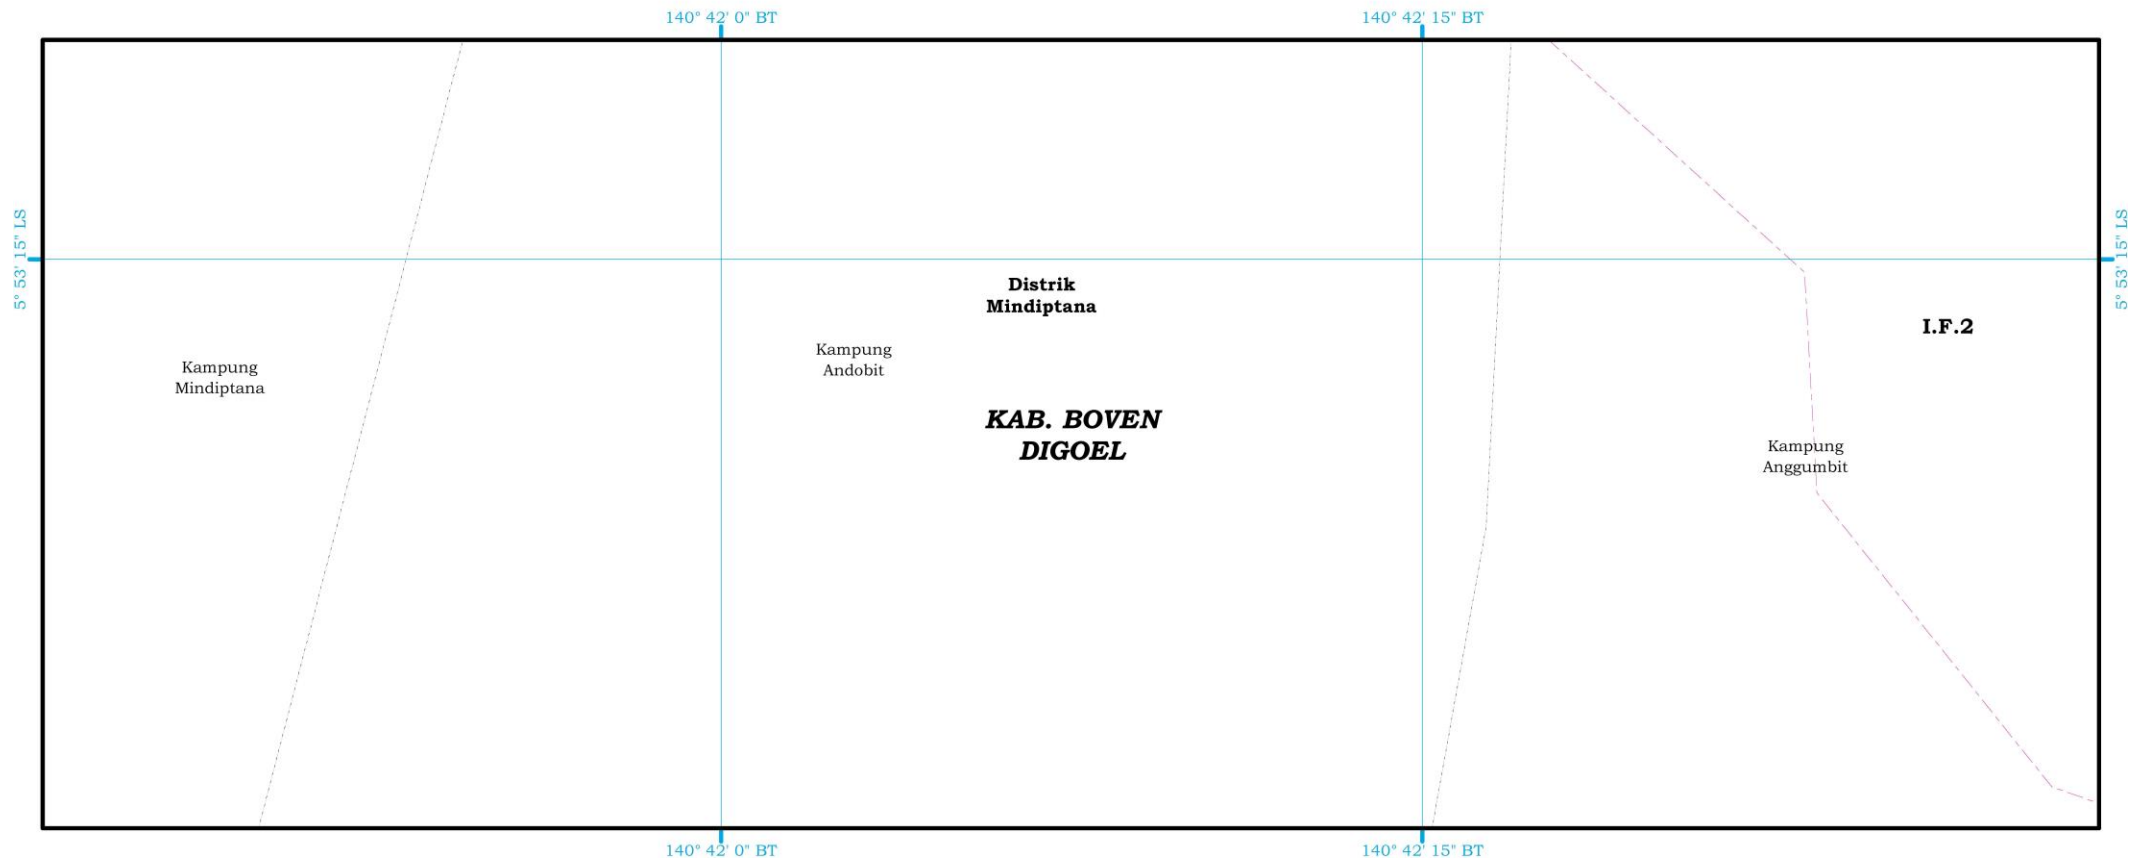 140° 42' 0" BT
140° 42' 15" BT
5° 53' 15" LS
5° 53' 15" LS
Distrik
Mindiptana
I.F.2
Kampung
Andobit
Kampung
Mindiptana
KAB. BOVEN
DIGOEL
Kampung
Anggumbit
140° 42' 0" BT
140° 42' 15" BT